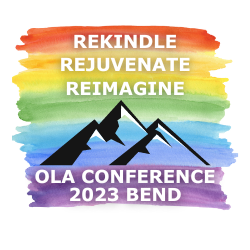 REKINDLE
REJUVENATE
REIMAGINE
OLA CONFERENCE
2023 BEND